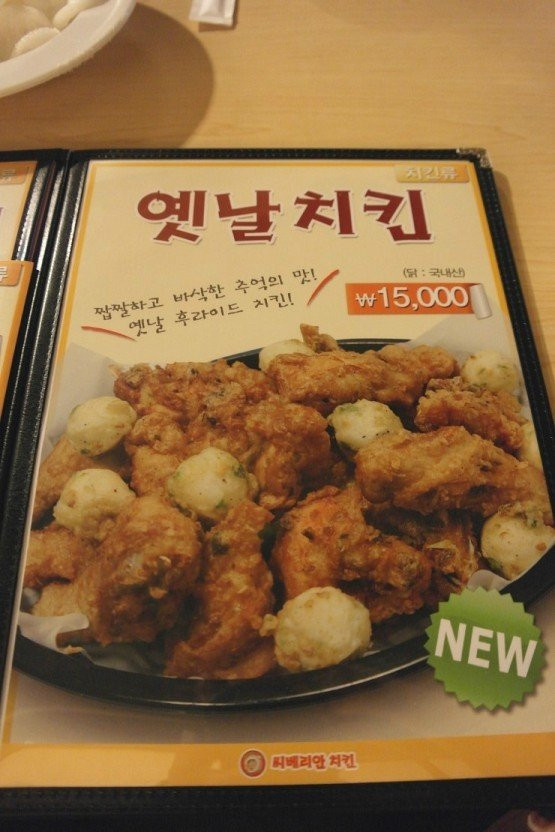 치킨류
옛날치킨
(닭 : 국내산)
₩15,000
짭짤하고 바삭한 추억의 맛!
옛날 후라이드 치킨!
NEW
씨베리안 치킨